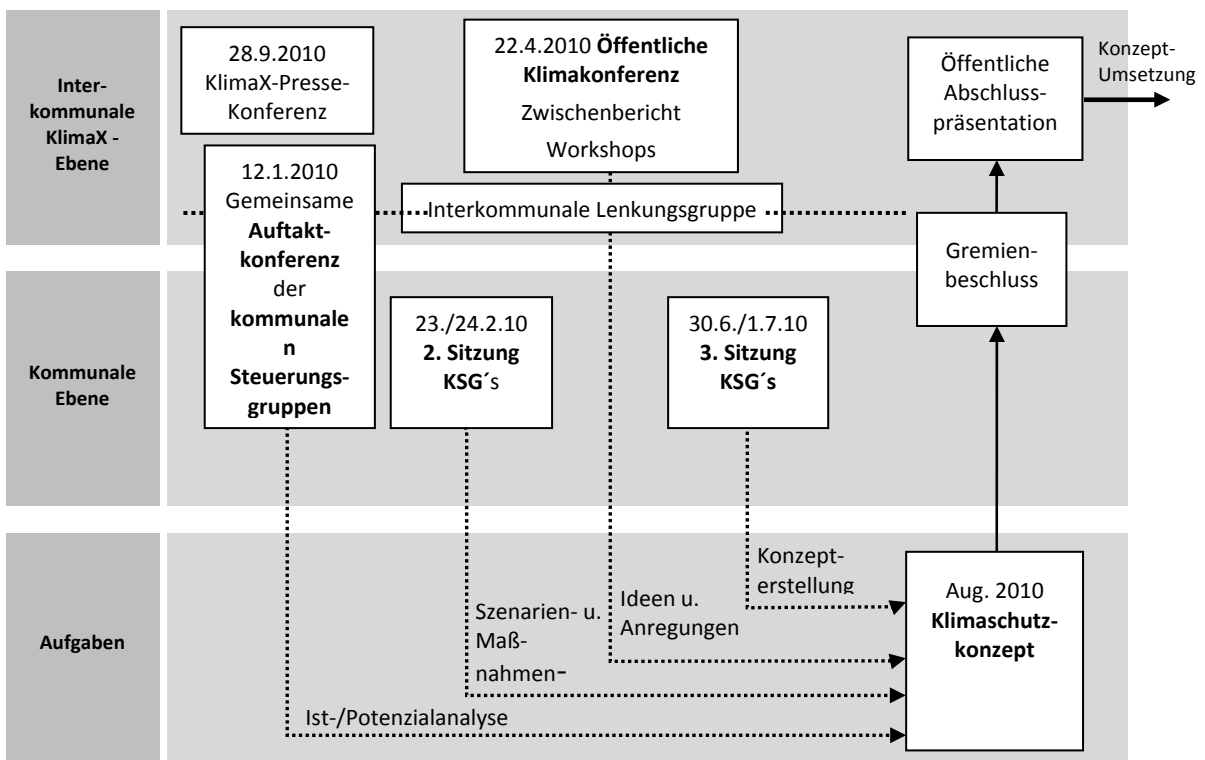 Inter-
kommunale
KlimaX -
Ebene
28.9.2010
KlimaX-Presse-
Konferenz
22.4.2010 Öffentliche
Klimakonferenz
Zwischenbericht
Workshops
Öffentliche
Abschluss-
präsentation
Konzept-
Umsetzung
12.1.2010
Gemeinsame
Auftakt-
konferenz
der
kommunale
n
Steuerungs-
gruppen
Interkommunale Lenkungsgruppe
Gremien-
beschluss
Kommunale
Ebene
23./24.2.10
2. Sitzung
KSG´s
30.6./1.7.10
3. Sitzung
KSG´s
Aufgaben
Konzept-
erstellung
Ideen u.
Anregungen
Szenarien- u.
Maß-
nahmen-
Ist-/Potenzialanalyse
Aug. 2010
Klimaschutz-
konzept